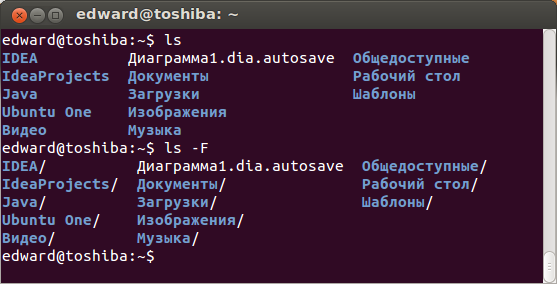 edward@toshiba: ~
edward@toshiba:~$ ls
IDEA Диаграмма1.dia.autosave Общедоступные
IdeaProjects Документы Рабочий стол
Java Загрузки Шаблоны
Ubuntu One Изображения
Видео Музыка
edward@toshiba:~$ ls -F
IDEA/ Диаграмма1.dia.autosave Общедоступные/
IdeaProjects/ Документы/ Рабочий стол/
Java/ Загрузки/ Шаблоны/
Ubuntu One/ Изображения/
Видео/ Музыка/
edward@toshiba:~$